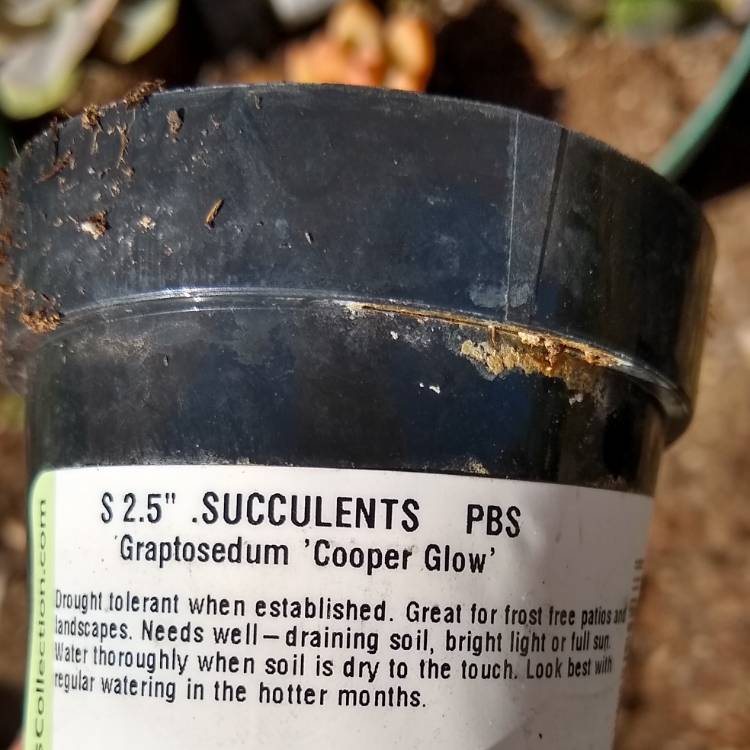 S 2.5" .SUCCULENTS PBS
Graptosedum 'Cooper Glow'
Drought tolerant when established. Great for frost free patios and
landscapes. Needs well-draining soil, bright light or full sun.
Water thoroughly when soil is dry to the touch. Look best with
regular watering in the hotter months.
sCollection.com